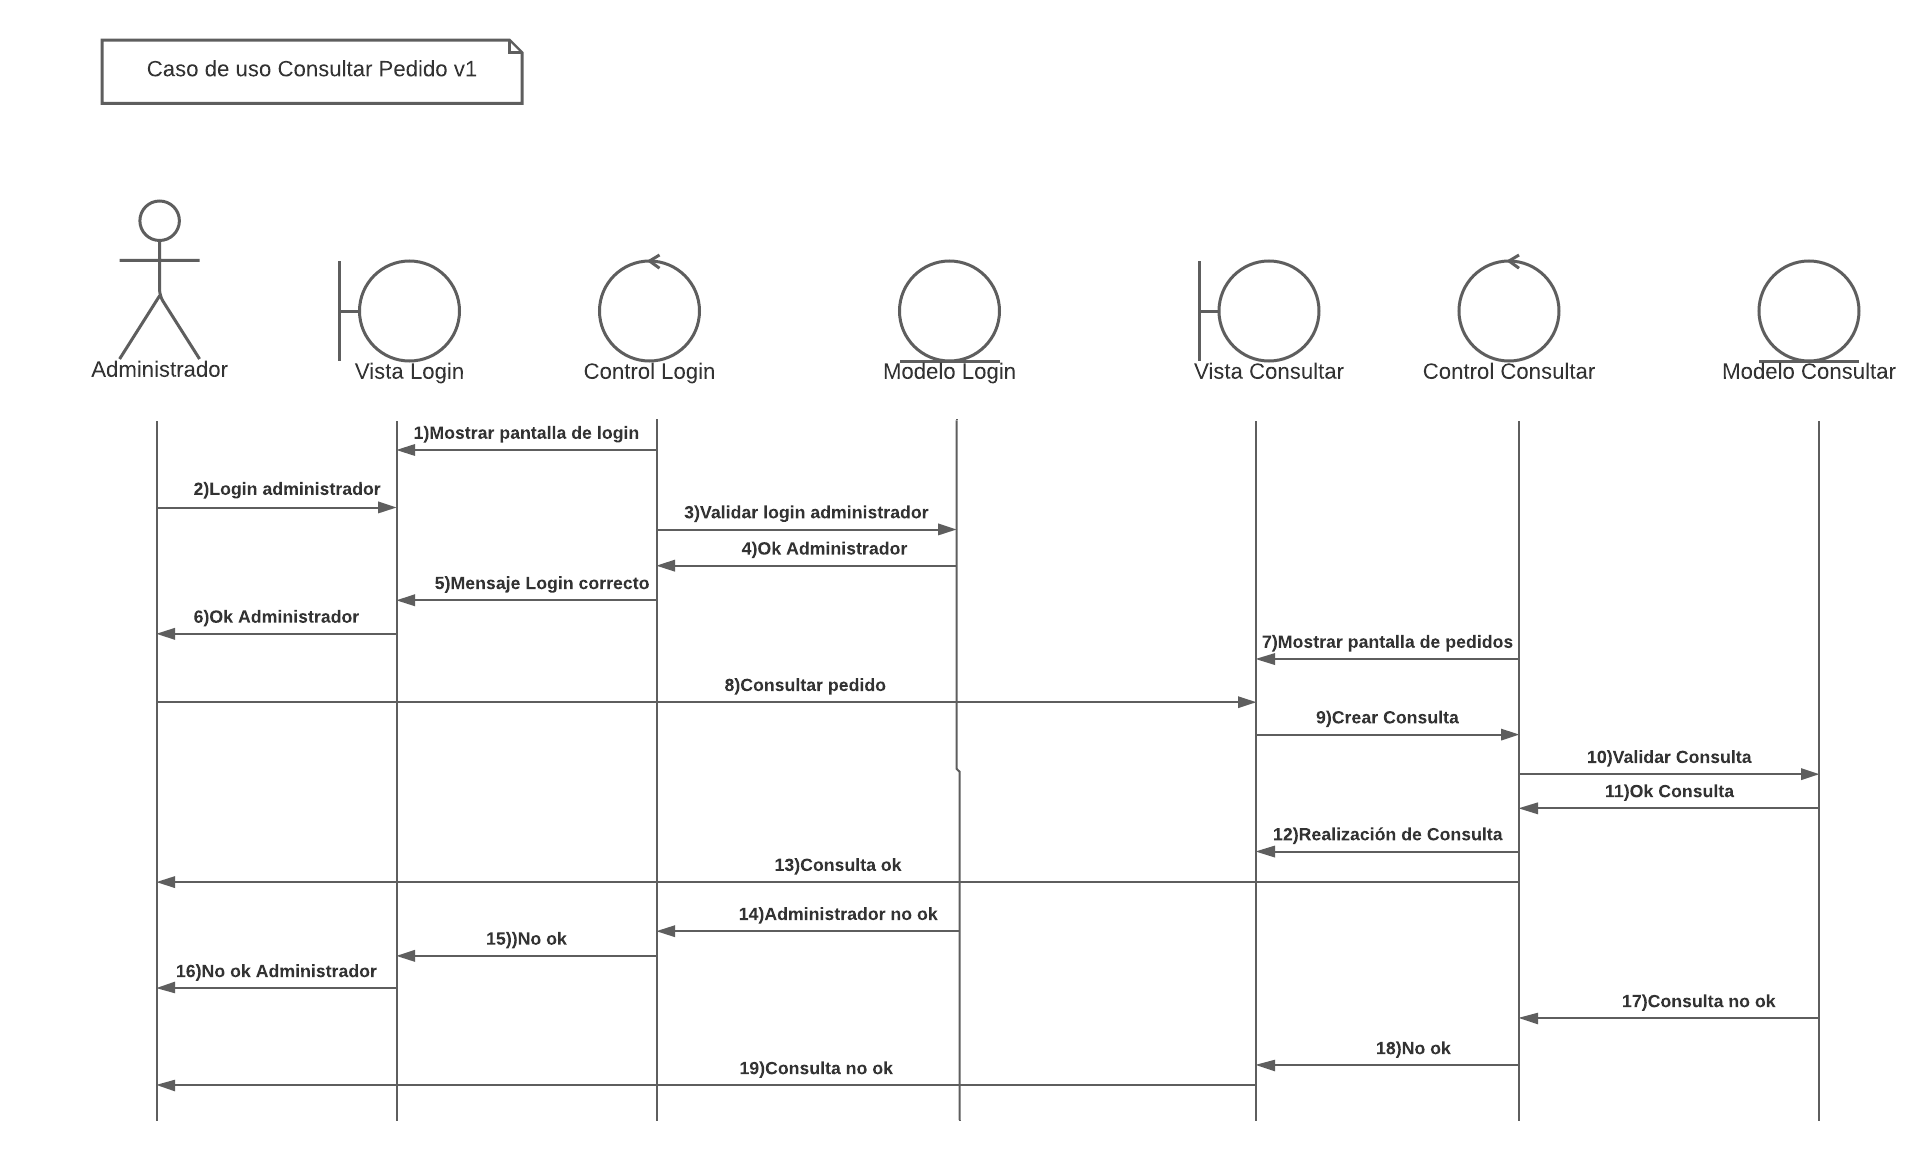 Caso de uso Consultar Pedido v1
Administrador
Vista Login
Control Login
Modelo Login
Vista Consultar
Control Consultar
Modelo Consultar
1)Mostrar pantalla de login
2)Login administrador
3)Validar login administrador
4)Ok Administrador
5)Mensaje Login correcto
6)Ok Administrador
7)Mostrar pantalla de pedidos
8)Consultar pedido
9)Crear Consulta
10)Validar Consulta
11)Ok Consulta
12)Realización de Consulta
13)Consulta ok
14)Administrador no ok
15))No ok
16)No ok Administrador
17)Consulta no ok
18)No ok
19)Consulta no ok